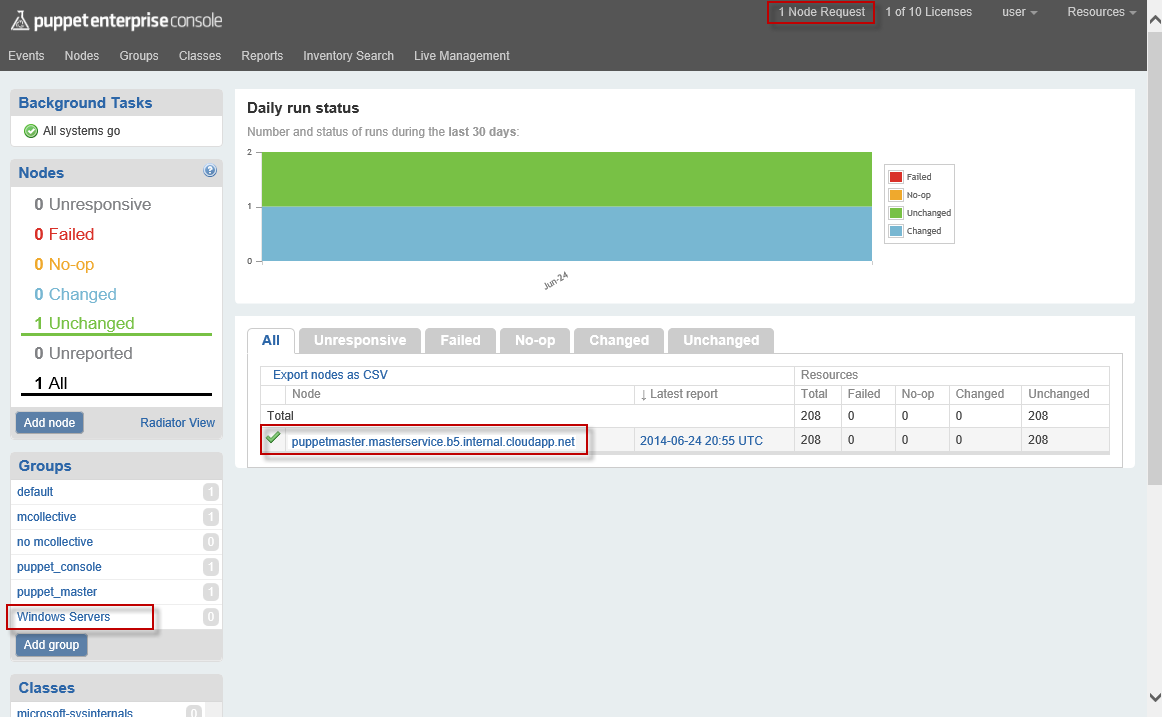 puppet enterprise console
1 Node Request 1 of 10 Licenses user Resources
Events Nodes Groups Classes Reports Inventory Search Live Management
Background Tasks
All systems go
Nodes
0 Unresponsive
0 Failed
0 No-op
0 Changed
1 Unchanged
0 Unreported
1 All
Add node Radiator View
Groups
default 1
mcollective 1
no mcollective 0
puppet_console 1
puppet_master 1
Windows Servers 0
Add group
Classes
microsoft-sysinternals 0
Daily run status
Number and status of runs during the last 30 days:
2
1
0
Jun-24
Failed
No-op
Unchanged
Changed
All Unresponsive Failed No-op Changed Unchanged
Export nodes as CSV Resources
Node ↓ Latest report Total Failed No-op Changed Unchanged
Total 208 0 0 0 208
puppetmaster.masterservice.b5.internal.cloudapp.net 2014-06-24 20:55 UTC 208 0 0 0 208